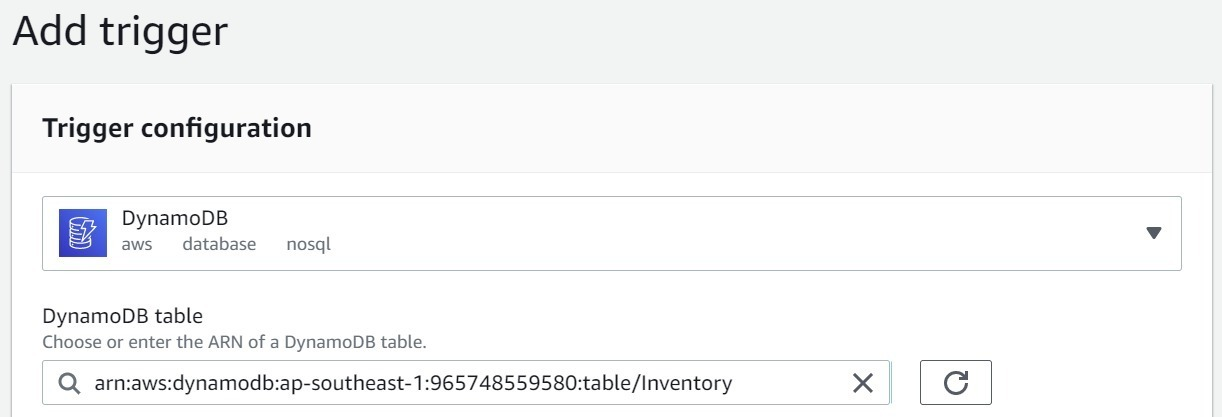 Add trigger
Trigger configuration
DynamoDB
aws database nosql
DynamoDB table
Choose or enter the ARN of a DynamoDB table.
arn:aws:dynamodb:ap-southeast-1:965748559580:table/Inventory